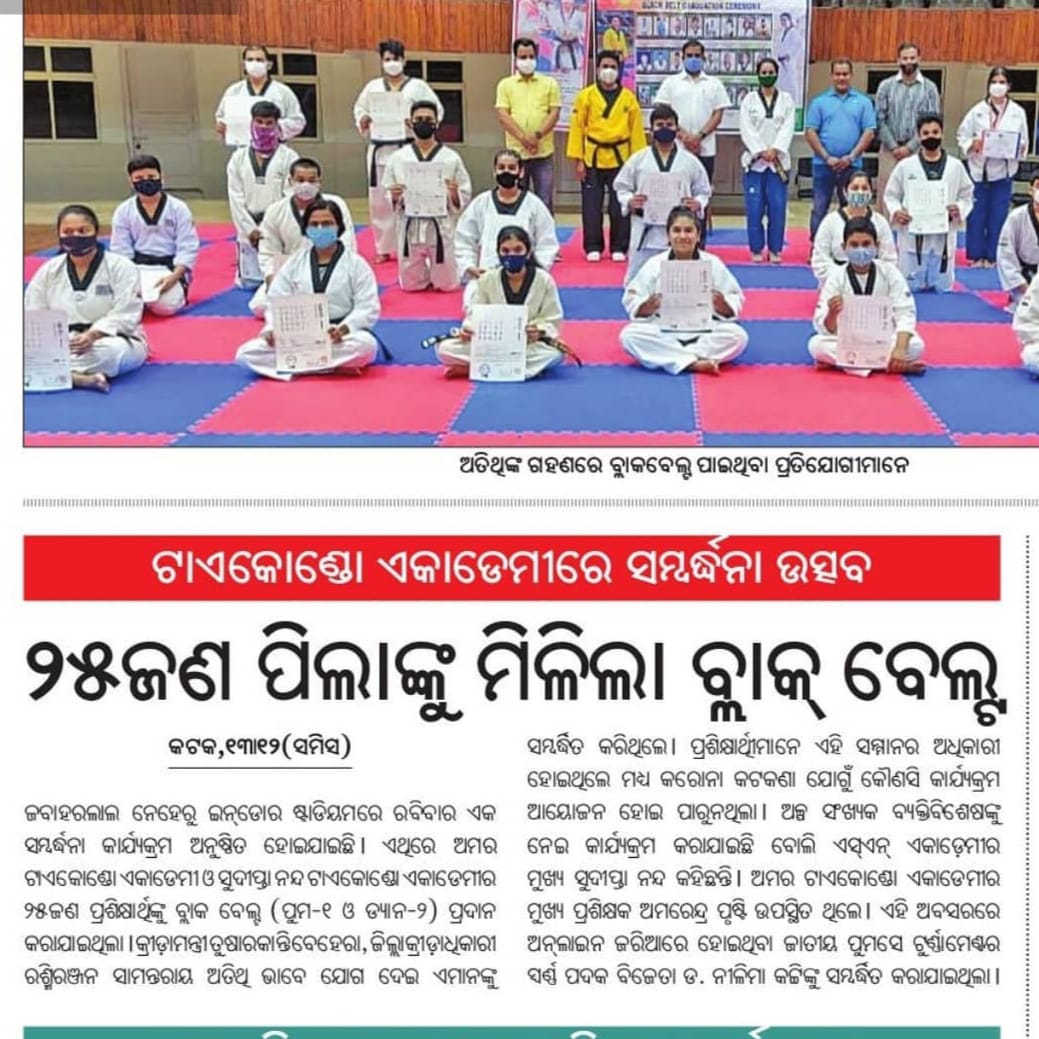 BLACK BELT GRADUATION CEREMONY
ଅତିଥିଙ୍କ ଗହଣରେ ବ୍ଲାକବେଲ୍ଟ ପାଇଥିବା ପ୍ରତିଯୋଗୀମାନେ
ଟାଏକୋଣ୍ଡୋ ଏକାଡେମୀରେ ସମ୍ବର୍ଦ୍ଧନା ଉତ୍ସବ
୨୫ଜଣ ପିଲାଙ୍କୁ ମିଳିଲା ବ୍ଲାକ୍ ବେଲ୍ଟ
କଟକ,୧୩ା୧୨(ସମିସ)
ଜବାହରଲାଲ ନେହେରୁ ଇନ୍‌ଡୋର ଷ୍ଟାଡିୟମରେ ରବିବାର ଏକ
ସମ୍ବର୍ଦ୍ଧନା କାର୍ଯ୍ୟକ୍ରମ ଅନୁଷ୍ଠିତ ହୋଇଯାଇଛି। ଏଥିରେ ଅମର
ଟାଏକୋଣ୍ଡୋ ଏକାଡେମୀ ଓ ସୁଦୀପ୍ତା ନନ୍ଦ ଟାଏକୋଣ୍ଡୋ ଏକାଡେମୀର
୨୫ଜଣ ପ୍ରଶିକ୍ଷାର୍ଥିଙ୍କୁ ବ୍ଲାକ ବେଲ୍ଟ (ପୁମ-୧ ଓ ଡ୍ୟାନ-୨) ପ୍ରଦାନ
କରାଯାଇଥିଲା। କ୍ରୀଡ଼ାମନ୍ତ୍ରୀ ତୁଷାରକାନ୍ତି ବେହେରା, ଜିଲ୍ଲା କ୍ରୀଡ଼ାଧିକାରୀ
ରଶ୍ମିରଞ୍ଜନ ସାମନ୍ତରାୟ ଅତିଥି ଭାବେ ଯୋଗ ଦେଇ ଏମାନଙ୍କୁ
ସମ୍ବର୍ଦ୍ଧିତ କରିଥିଲେ। ପ୍ରଶିକ୍ଷାର୍ଥୀମାନେ ଏହି ସମ୍ମାନର ଅଧିକାରୀ
ହୋଇଥିଲେ ମଧ୍ୟ କରୋନା କଟକଣା ଯୋଗୁଁ କୌଣସି କାର୍ଯ୍ୟକ୍ରମ
ଆୟୋଜନ ହୋଇ ପାରୁନଥିଲା। ଅଳ୍ପ ସଂଖ୍ୟକ ବ୍ୟକ୍ତିବିଶେଷଙ୍କୁ
ନେଇ କାର୍ଯ୍ୟକ୍ରମ କରାଯାଇଛି ବୋଲି ଏସ୍‌ଏନ୍ ଏକାଡ଼େମୀର
ମୁଖ୍ୟ ସୁଦୀପ୍ତା ନନ୍ଦ କହିଛନ୍ତି। ଅମର ଟାଏକୋଣ୍ଡୋ ଏକାଡେମୀର
ମୁଖ୍ୟ ପ୍ରଶିକ୍ଷକ ଅମରେନ୍ଦ୍ର ପୃଷ୍ଟି ଉପସ୍ଥିତ ଥିଲେ। ଏହି ଅବସରରେ
ଅନ୍‌ଲାଇନ ଜରିଆରେ ହୋଇଥିବା ଜାତୀୟ ପୁମସେ ଟୁର୍ଣ୍ଣାମେଣ୍ଟର
ସର୍ଣ୍ଣ ପଦକ ବିଜେତା ଡ. ନୀଳିମା କଟ୍ଟିଙ୍କୁ ସମ୍ବର୍ଦ୍ଧିତ କରାଯାଇଥିଲା।